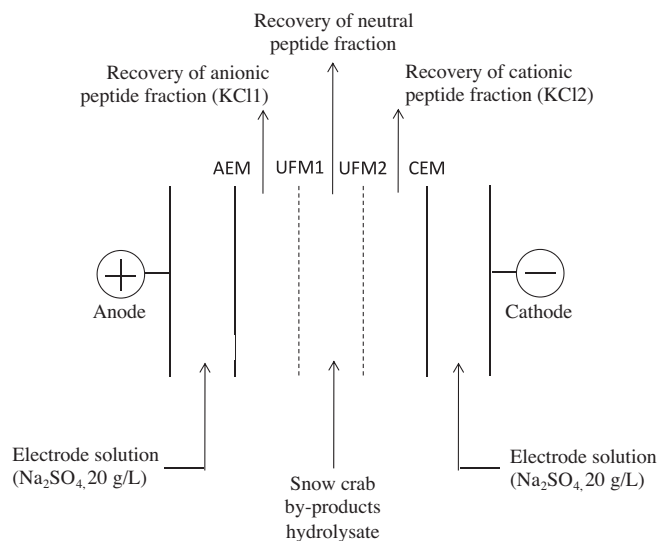 Recovery of neutral
peptide fraction
Recovery of anionic
peptide fraction (KCl1)
Recovery of cationic
peptide fraction (KCl2)
AEM
UFM1
UFM2
CEM
Anode
Cathode
Electrode solution
(Na₂SO₄, 20 g/L)
Snow crab
by-products
hydrolysate
Electrode solution
(Na₂SO₄, 20 g/L)